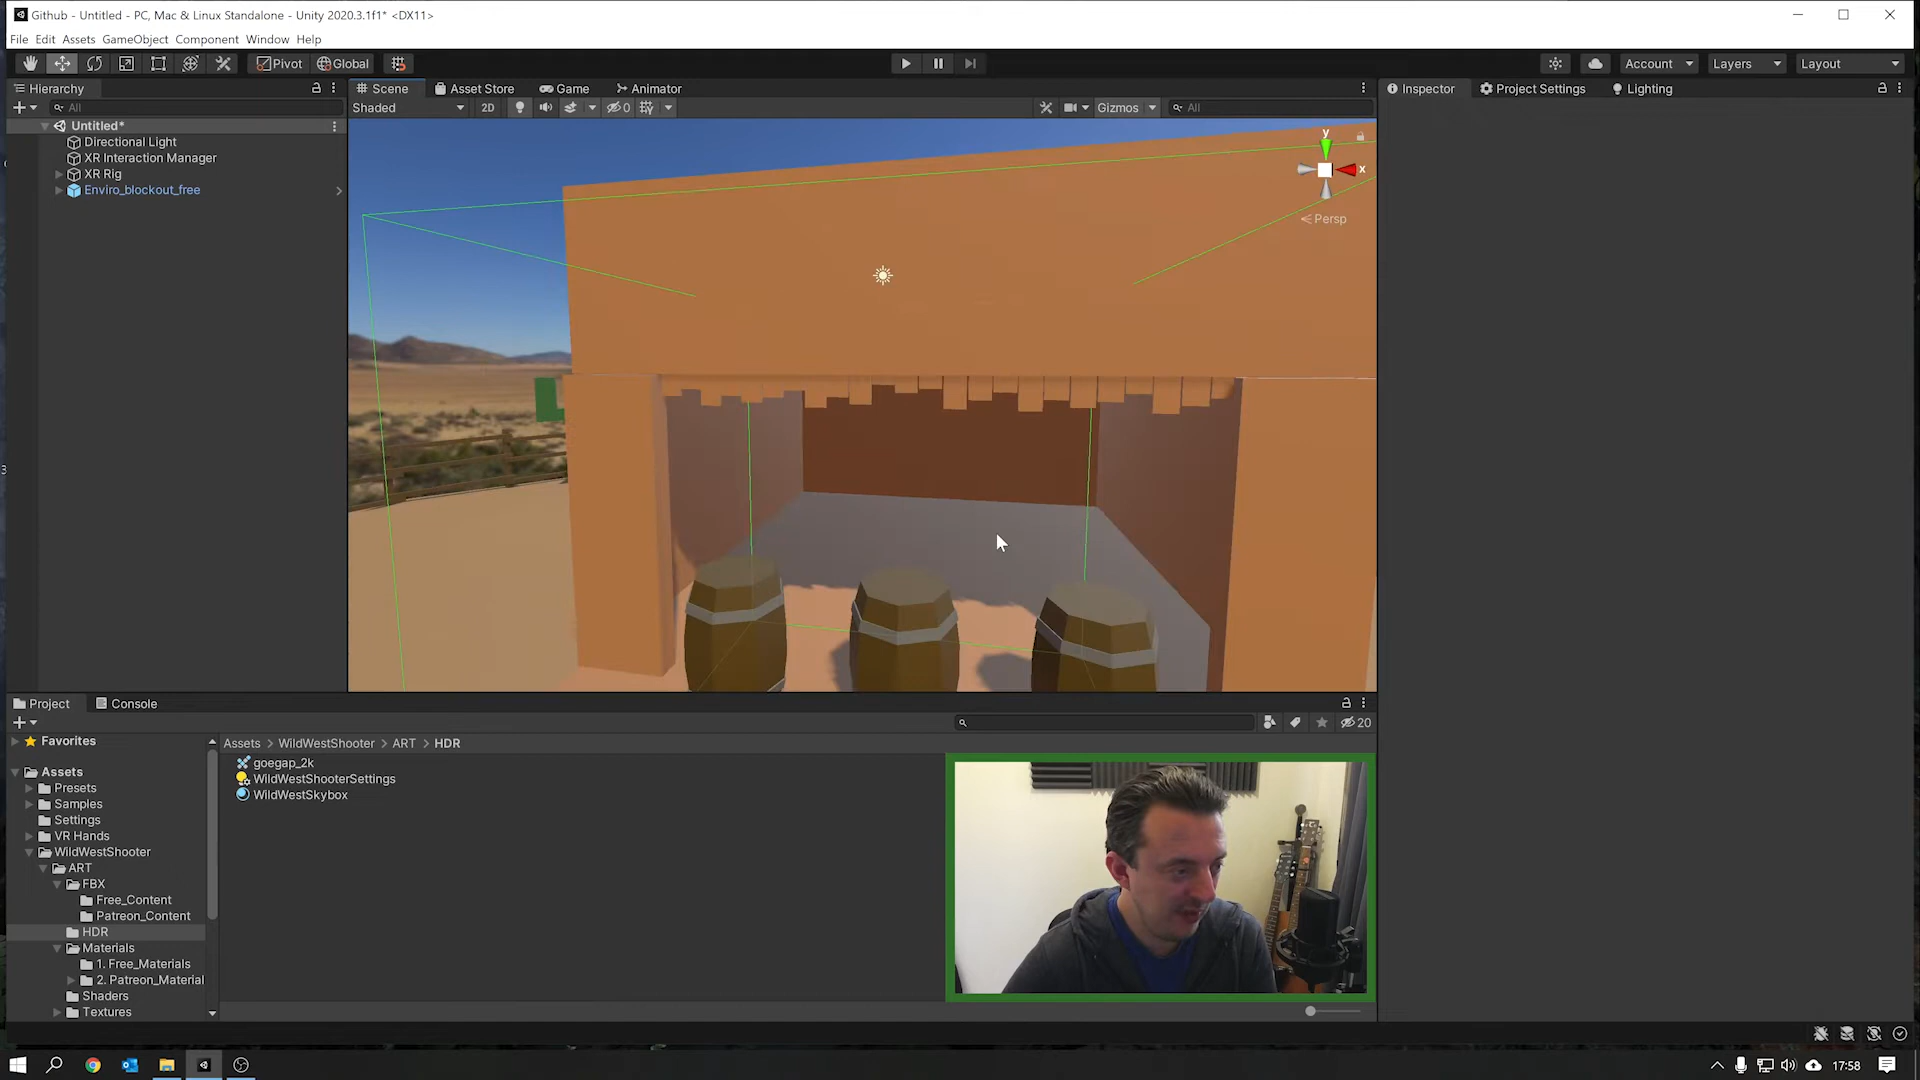 Github - Untitled - PC, Mac & Linux Standalone - Unity 2020.3.1f1* <DX11>
File Edit Assets GameObject Component Window Help
Pivot Global Account Layers Layout
Hierarchy Scene Asset Store Game Animator Inspector Project Settings Lighting
All Shaded 2D 0 Gizmos All
Untitled*
Directional Light
XR Interaction Manager
XR Rig
Enviro_blockout_free
y
x
Persp
Project Console
20
Favorites
Assets > WildWestShooter > ART > HDR
Assets
Presets
Samples
Settings
VR Hands
WildWestShooter
ART
FBX
Free_Content
Patreon_Content
HDR
Materials
1. Free_Materials
2. Patreon_Material
Shaders
Textures
goegap_2k
WildWestShooterSettings
WildWestSkybox
17:58